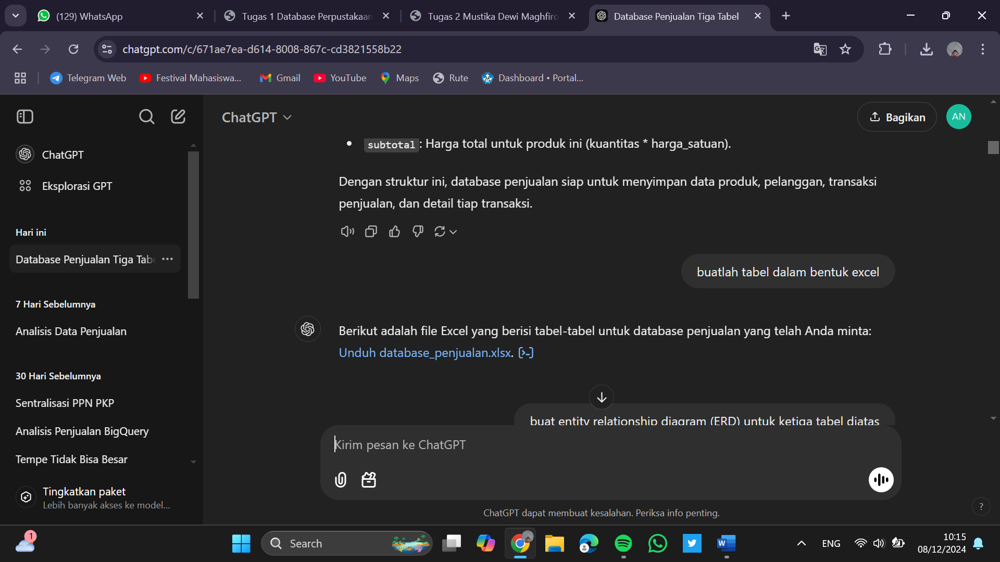 (129) WhatsApp
Tugas 1 Database Perpustakaan
Tugas 2 Mustika Dewi Maghfiro
Database Penjualan Tiga Tabel
chatgpt.com/c/671ae7ea-d614-8008-867c-cd3821558b22
Telegram Web
Festival Mahasiswa...
Gmail
YouTube
Maps
Rute
Dashboard • Portal...
ChatGPT
Bagikan
AN
ChatGPT
Eksplorasi GPT
Hari ini
Database Penjualan Tiga Tabe
7 Hari Sebelumnya
Analisis Data Penjualan
30 Hari Sebelumnya
Sentralisasi PPN PKP
Analisis Penjualan BigQuery
Tempe Tidak Bisa Besar
Tingkatkan paket
Lebih banyak akses ke model...
• subtotal: Harga total untuk produk ini (kuantitas * harga_satuan).
Dengan struktur ini, database penjualan siap untuk menyimpan data produk, pelanggan, transaksi
penjualan, dan detail tiap transaksi.
buatlah tabel dalam bentuk excel
Berikut adalah file Excel yang berisi tabel-tabel untuk database penjualan yang telah Anda minta:
Unduh database_penjualan.xlsx. [>-]
buat entity relationship diagram (ERD) untuk ketiga tabel diatas
Kirim pesan ke ChatGPT
ChatGPT dapat membuat kesalahan. Periksa info penting.
?
1
Search
W
ENG
10:15
08/12/2024